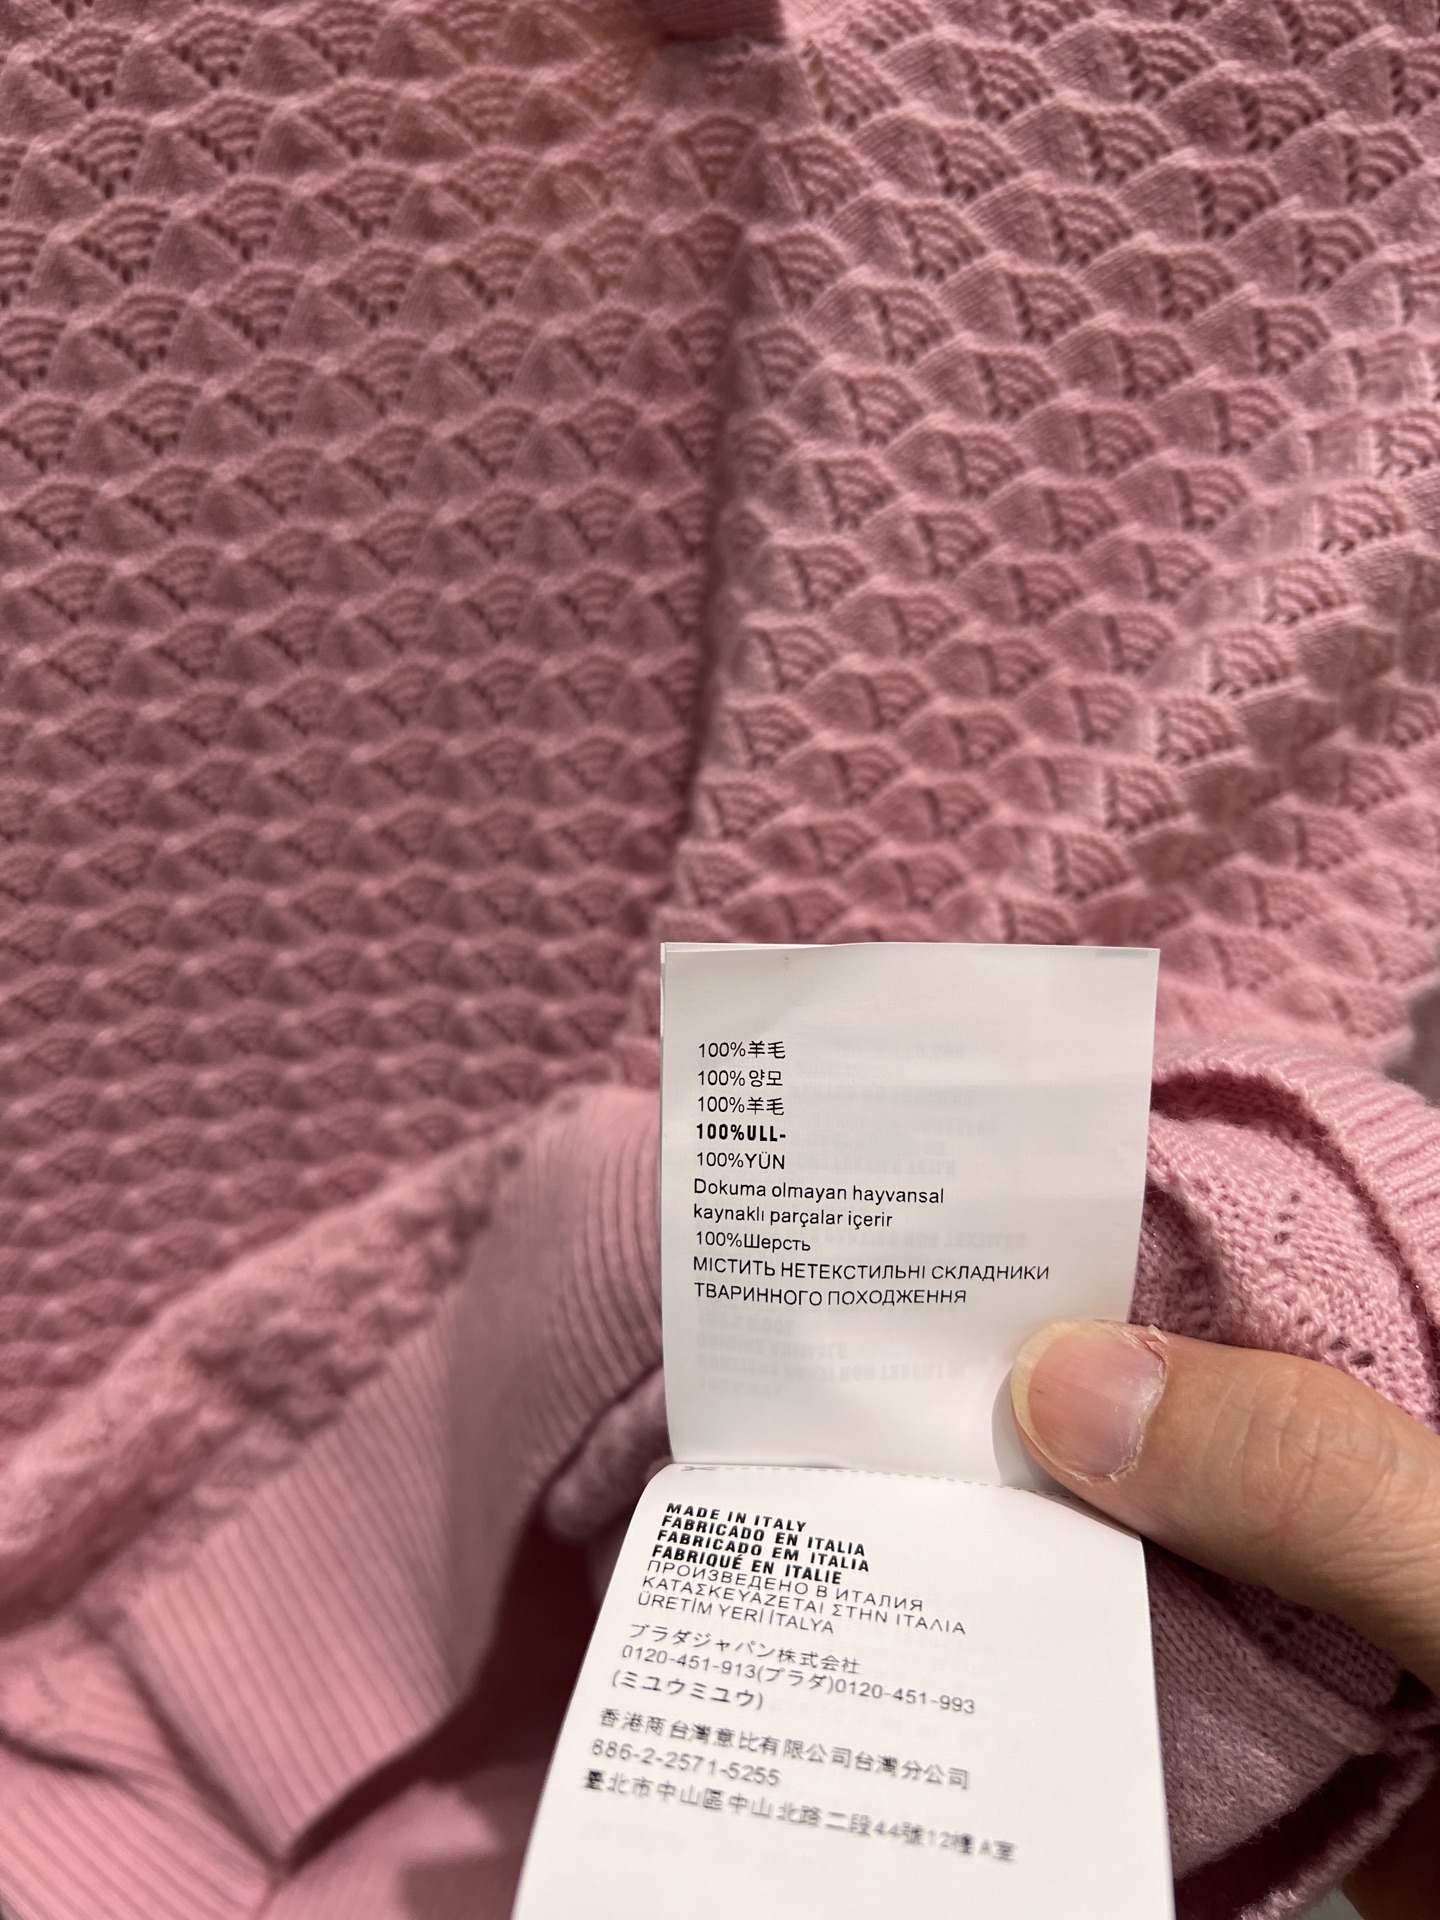 100%羊毛
100%양모
100%羊毛
100%ULL-
100%YÜN
Dokuma olmayan hayvansal
kaynaklı parçalar içerir
100%Шерсть
МІСТИТЬ НЕТЕКСТИЛЬНІ СКЛАДНИКИ
ТВАРИННОГО ПОХОДЖЕННЯ
MADE IN ITALY
FABRICADO EN ITALIA
FABRICADO EM ITALIA
FABRIQUÉ EN ITALIE
ПРОИЗВЕДЕНО В ИТАЛИЯ
ΚΑΤΑΣΚΕΥΑΖΕΤΑΙ ΣΤΗΝ ΙΤΑΛΙΑ
ÜRETİM YERİ İTALYA
プラダジャパン株式会社
0120-451-913(プラダ)0120-451-993
(ミユウミユウ)
香港商台灣意比有限公司台灣分公司
886-2-2571-5255
臺北市中山區中山北路二段44號12樓A室